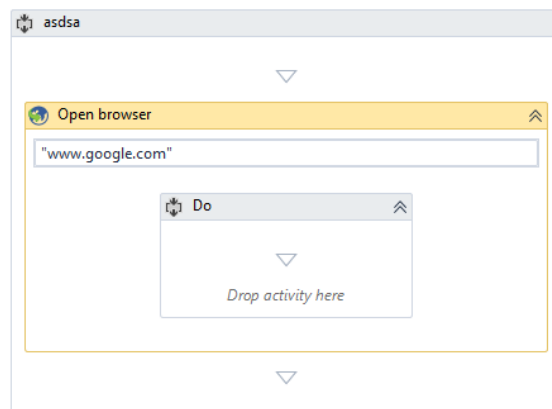 asdsa
Open browser
"www.google.com"
Do
Drop activity here